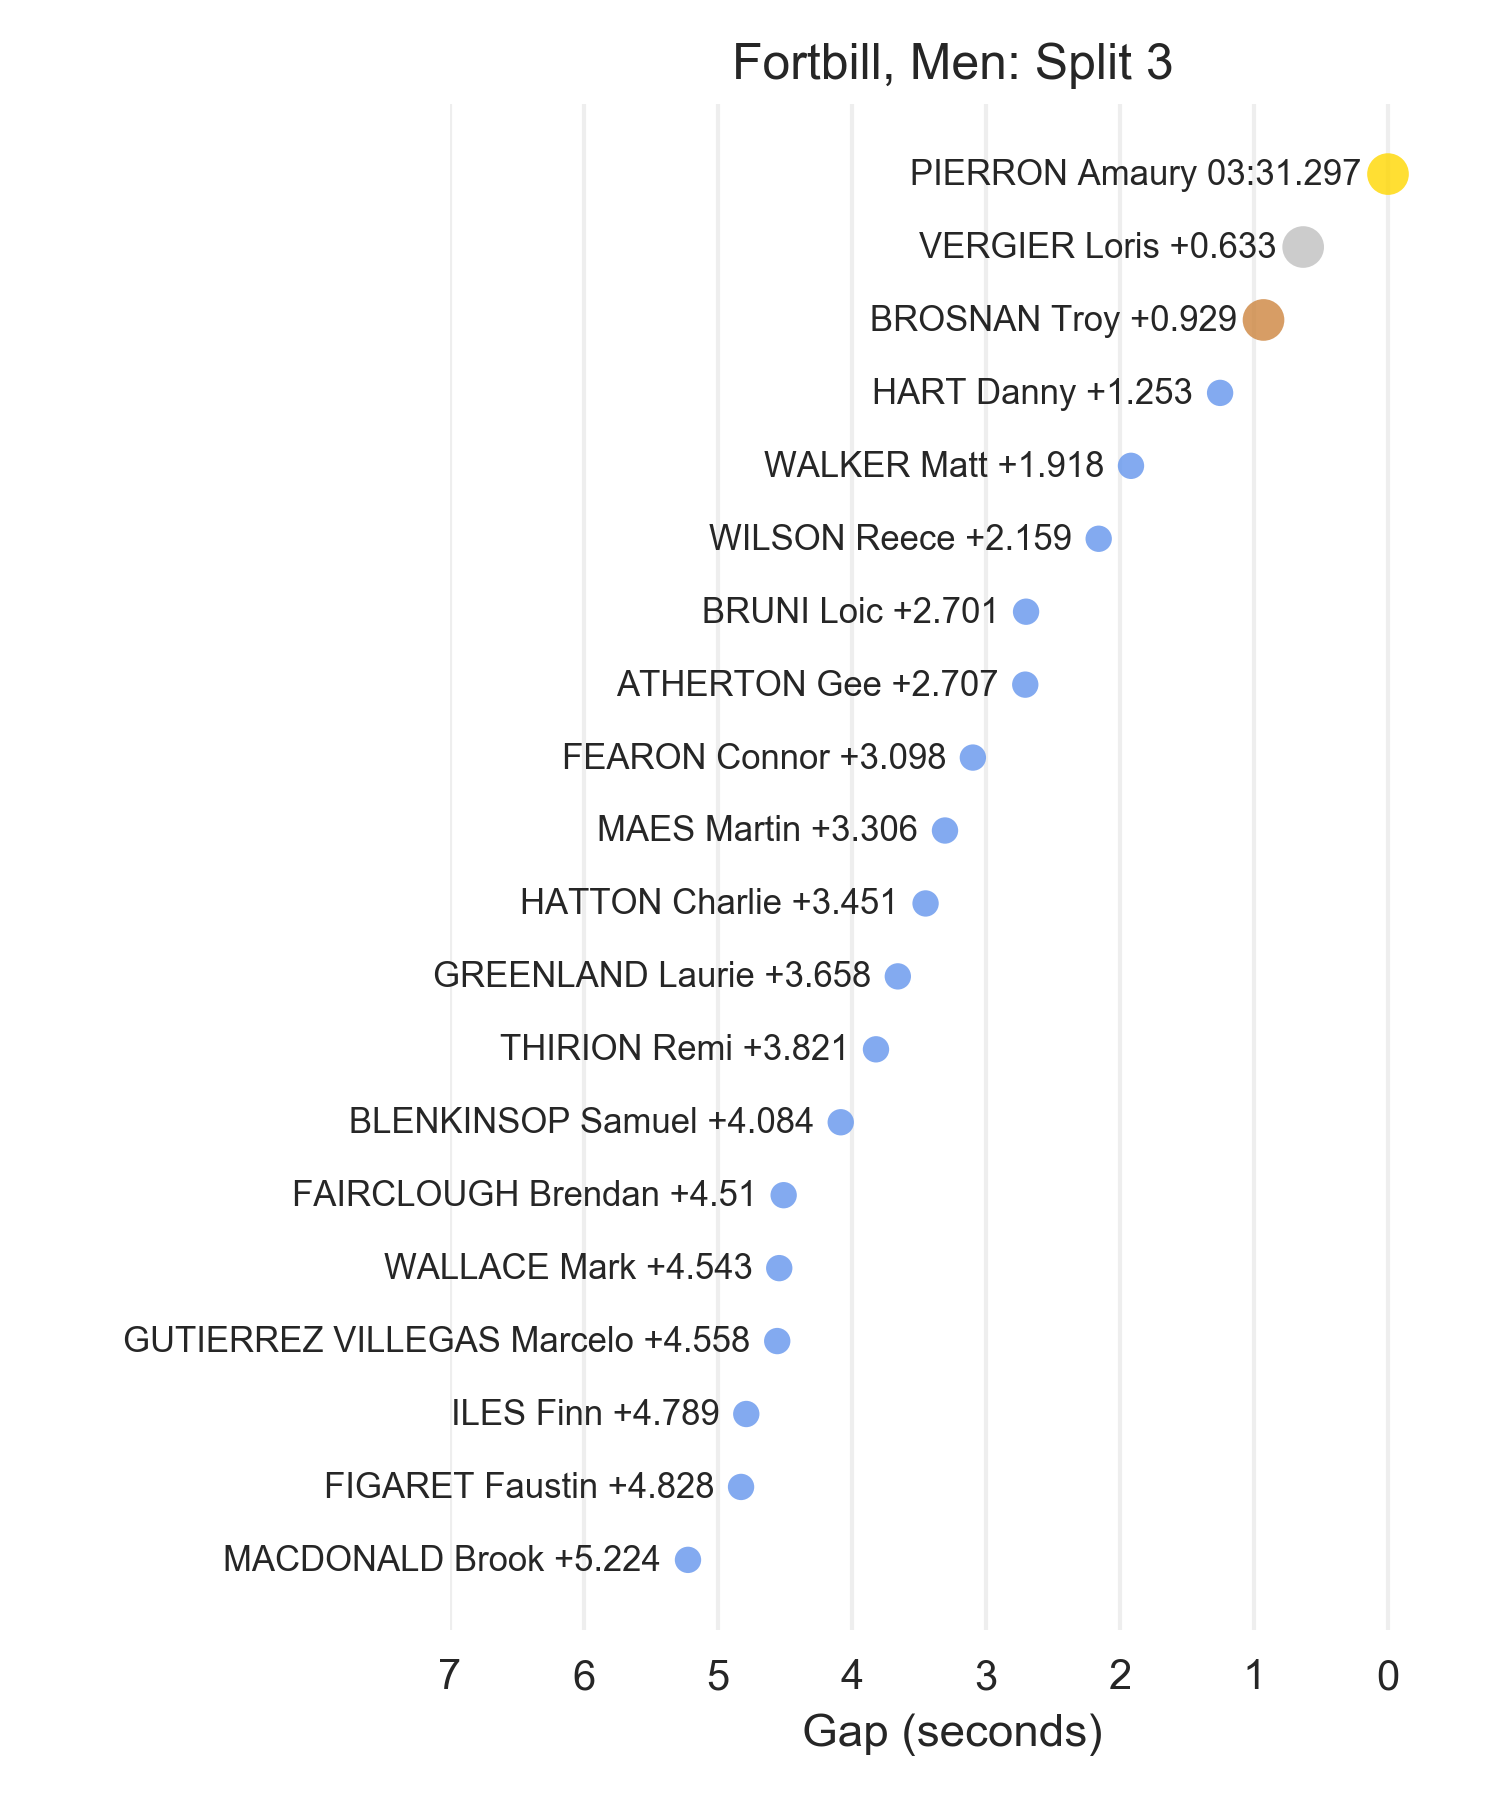 Fortbill, Men: Split 3
PIERRON Amaury 03:31.297
VERGIER Loris +0.633
BROSNAN Troy +0.929
HART Danny +1.253
WALKER Matt +1.918
WILSON Reece +2.159
BRUNI Loic +2.701
ATHERTON Gee +2.707
FEARON Connor +3.098
MAES Martin +3.306
HATTON Charlie +3.451
GREENLAND Laurie +3.658
THIRION Remi +3.821
BLENKINSOP Samuel +4.084
FAIRCLOUGH Brendan +4.51
WALLACE Mark +4.543
GUTIERREZ VILLEGAS Marcelo +4.558
ILES Finn +4.789
FIGARET Faustin +4.828
MACDONALD Brook +5.224
7 6 5 4 3 2 1 0
Gap (seconds)